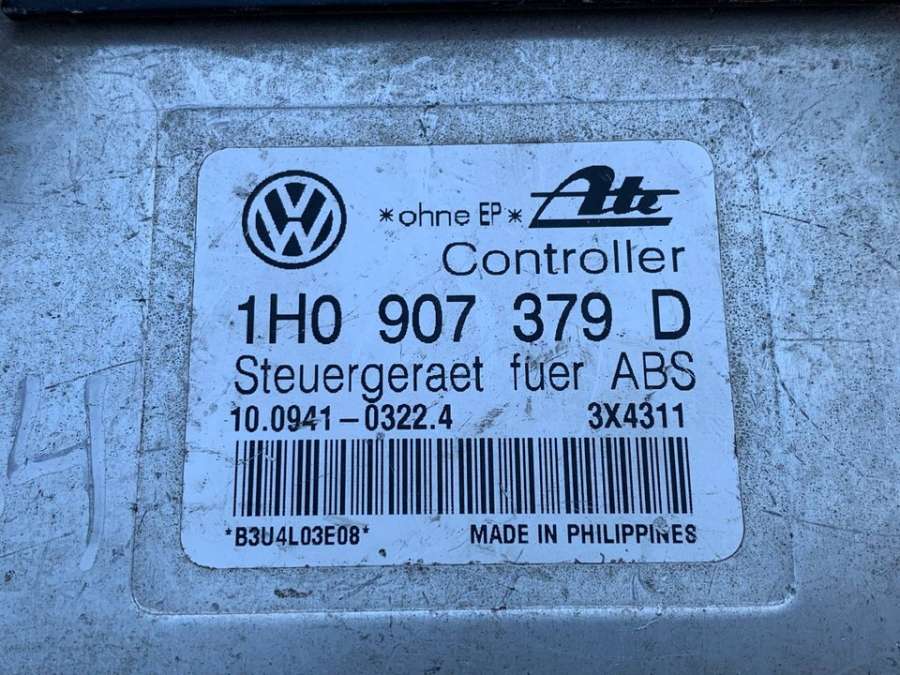 *ohne EP* Ate
Controller
1H0 907 379 D
Steuergeraet fuer ABS
10.0941-0322.4 3X4311
*B3U4L03E08* MADE IN PHILIPPINES
H